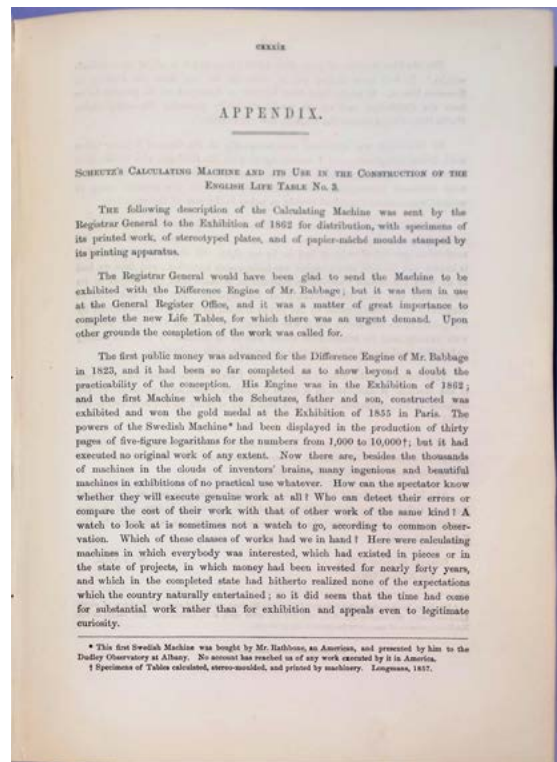 cxxxix
APPENDIX.
SCHEUTZ'S CALCULATING MACHINE AND ITS USE IN THE CONSTRUCTION OF THE
ENGLISH LIFE TABLE NO. 3.
THE following description of the Calculating Machine was sent by the
Registrar General to the Exhibition of 1862 for distribution, with specimens of
its printed work, of stereotyped plates, and of papier-mâché moulds stamped by
its printing apparatus.
The Registrar General would have been glad to send the Machine to be
exhibited with the Difference Engine of Mr. Babbage; but it was then in use
at the General Register Office, and it was a matter of great importance to
complete the new Life Tables, for which there was an urgent demand. Upon
other grounds the completion of the work was called for.
The first public money was advanced for the Difference Engine of Mr. Babbage
in 1823, and it had been so far completed as to show beyond a doubt the
practicability of the conception. His Engine was in the Exhibition of 1862;
and the first Machine which the Scheutzes, father and son, constructed was
exhibited and won the gold medal at the Exhibition of 1855 in Paris. The
powers of the Swedish Machine* had been displayed in the production of thirty
pages of five-figure logarithms for the numbers from 1,000 to 10,000†; but it had
executed no original work of any extent. Now there are, besides the thousands
of machines in the clouds of inventors' brains, many ingenious and beautiful
machines in exhibitions of no practical use whatever. How can the spectator know
whether they will execute genuine work at all? Who can detect their errors or
compare the cost of their work with that of other work of the same kind? A
watch to look at is sometimes not a watch to go, according to common obser-
vation. Which of these classes of works had we in hand? Here were calculating
machines in which everybody was interested, which had existed in pieces or in
the state of projects, in which money had been invested for nearly forty years,
and which in the completed state had hitherto realized none of the expectations
which the country naturally entertained; so it did seem that the time had come
for substantial work rather than for exhibition and appeals even to legitimate
curiosity.
* This first Swedish Machine was bought by Mr. Rathbone, an American, and presented by him to the
Dudley Observatory at Albany. No account has reached us of any work executed by it in America.
† Specimens of Tables calculated, stereo-moulded, and printed by machinery. Longmans, 1857.